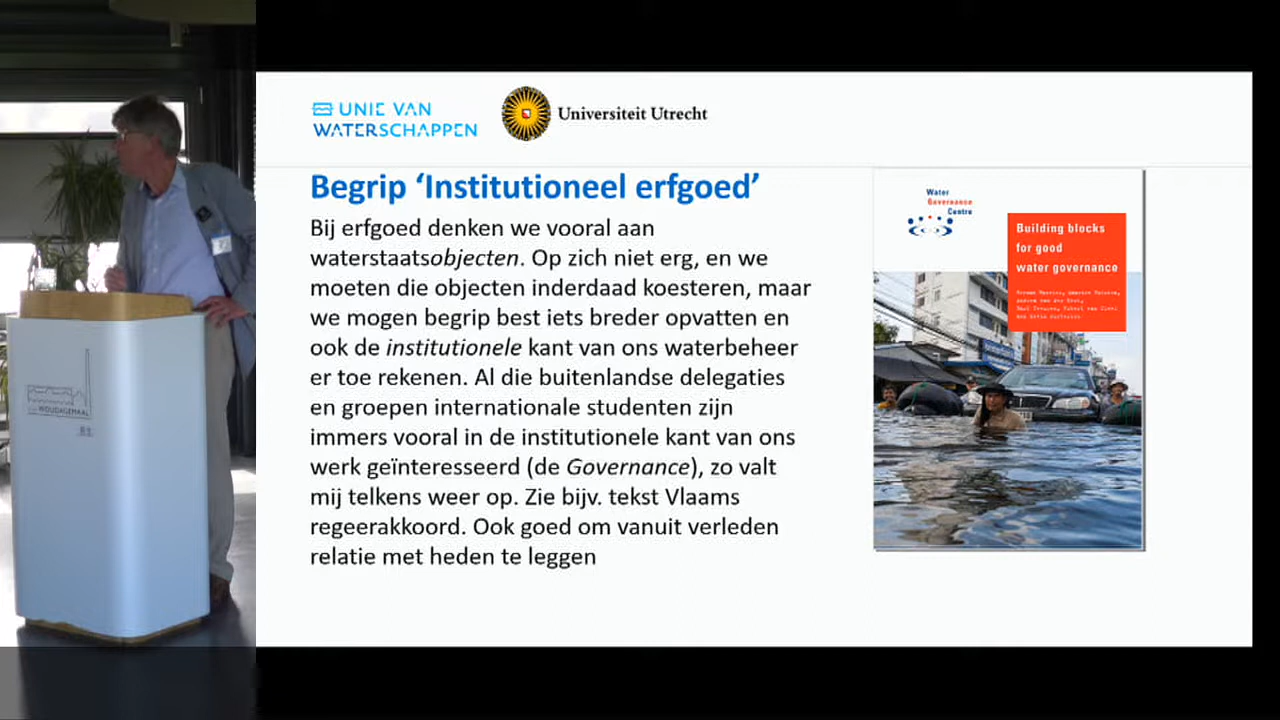 UNIE VAN
WATERSCHAPPEN
Universiteit Utrecht
Begrip ‘Institutioneel erfgoed’
Bij erfgoed denken we vooral aan
waterstaatsobjecten. Op zich niet erg, en we
moeten die objecten inderdaad koesteren, maar
we mogen begrip best iets breder opvatten en
ook de institutionele kant van ons waterbeheer
er toe rekenen. Al die buitenlandse delegaties
en groepen internationale studenten zijn
immers vooral in de institutionele kant van ons
werk geïnteresseerd (de Governance), zo valt
mij telkens weer op. Zie bijv. tekst Vlaams
regeerakkoord. Ook goed om vanuit verleden
relatie met heden te leggen
Water
Governance
Centre
Building blocks
for good
water governance
WOUDAGEMAAL